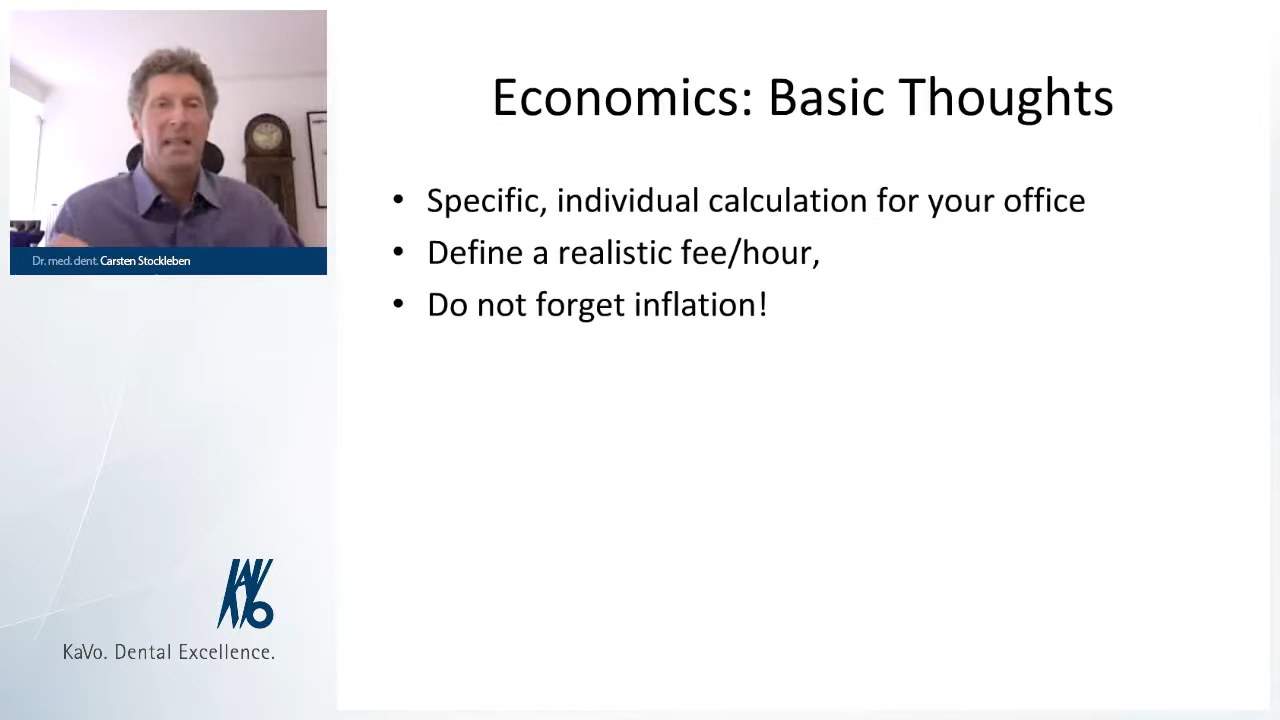 Economics: Basic Thoughts
• Specific, individual calculation for your office
• Define a realistic fee/hour,
• Do not forget inflation!
Dr. med. dent. Carsten Stockleben
KaVo
KaVo. Dental Excellence.